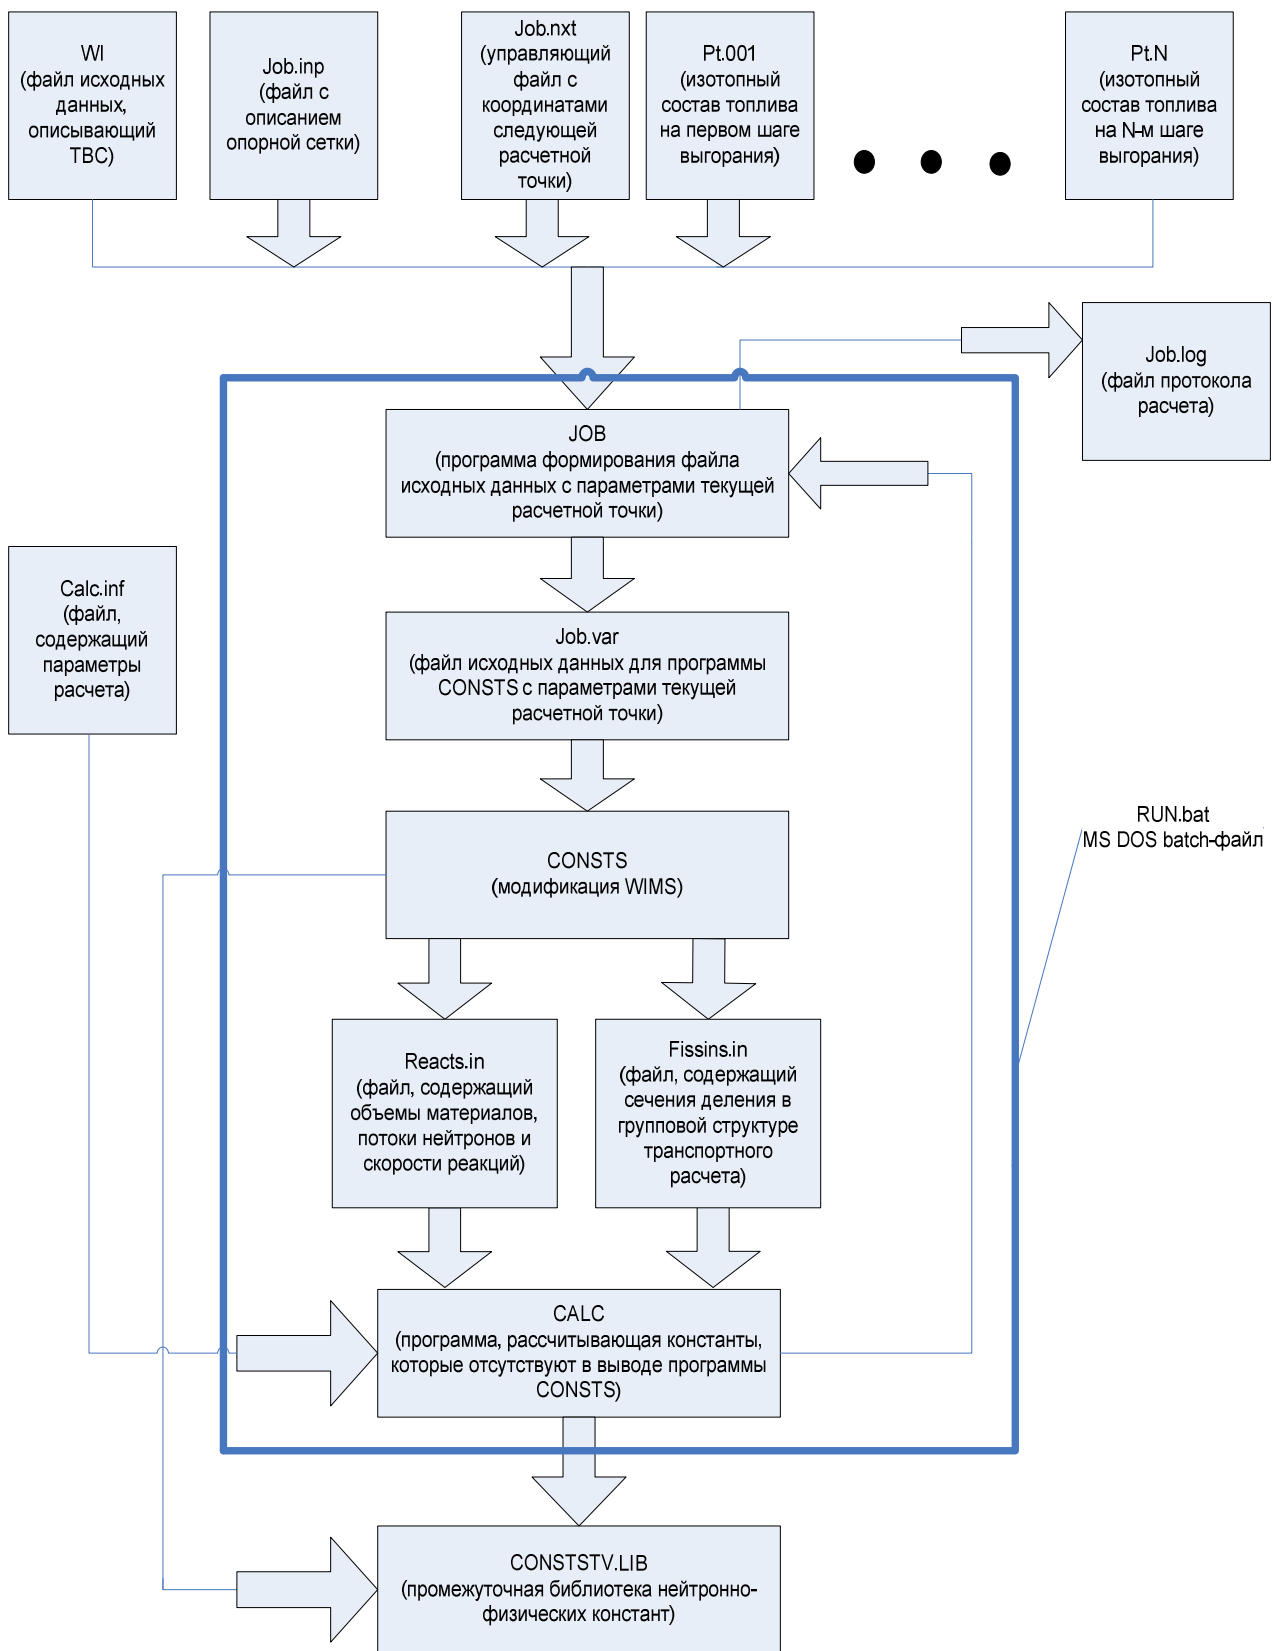 WI
(файл исходных
данных,
описывающий
ТВС)
Job.inp
(файл с
описанием
опорной сетки)
Job.nxt
(управляющий
файл с
координатами
следующей
расчетной
точки)
Pt.001
(изотопный
состав топлива
на первом шаге
выгорания)
Pt.N
(изотопный
состав топлива
на N-м шаге
выгорания)
Job.log
(файл протокола
расчета)
JOB
(программа формирования файла
исходных данных с параметрами текущей
расчетной точки)
Calc.inf
(файл,
содержащий
параметры
расчета)
Job.var
(файл исходных данных для программы
CONSTS с параметрами текущей
расчетной точки)
CONSTS
(модификация WIMS)
RUN.bat
MS DOS batch-файл
Reacts.in
(файл, содержащий
объемы материалов,
потоки нейтронов и
скорости реакций)
Fissins.in
(файл, содержащий
сечения деления в
групповой структуре
транспортного
расчета)
CALC
(программа, рассчитывающая константы,
которые отсутствуют в выводе программы
CONSTS)
CONSTSTV.LIB
(промежуточная библиотека нейтронно-
физических констант)